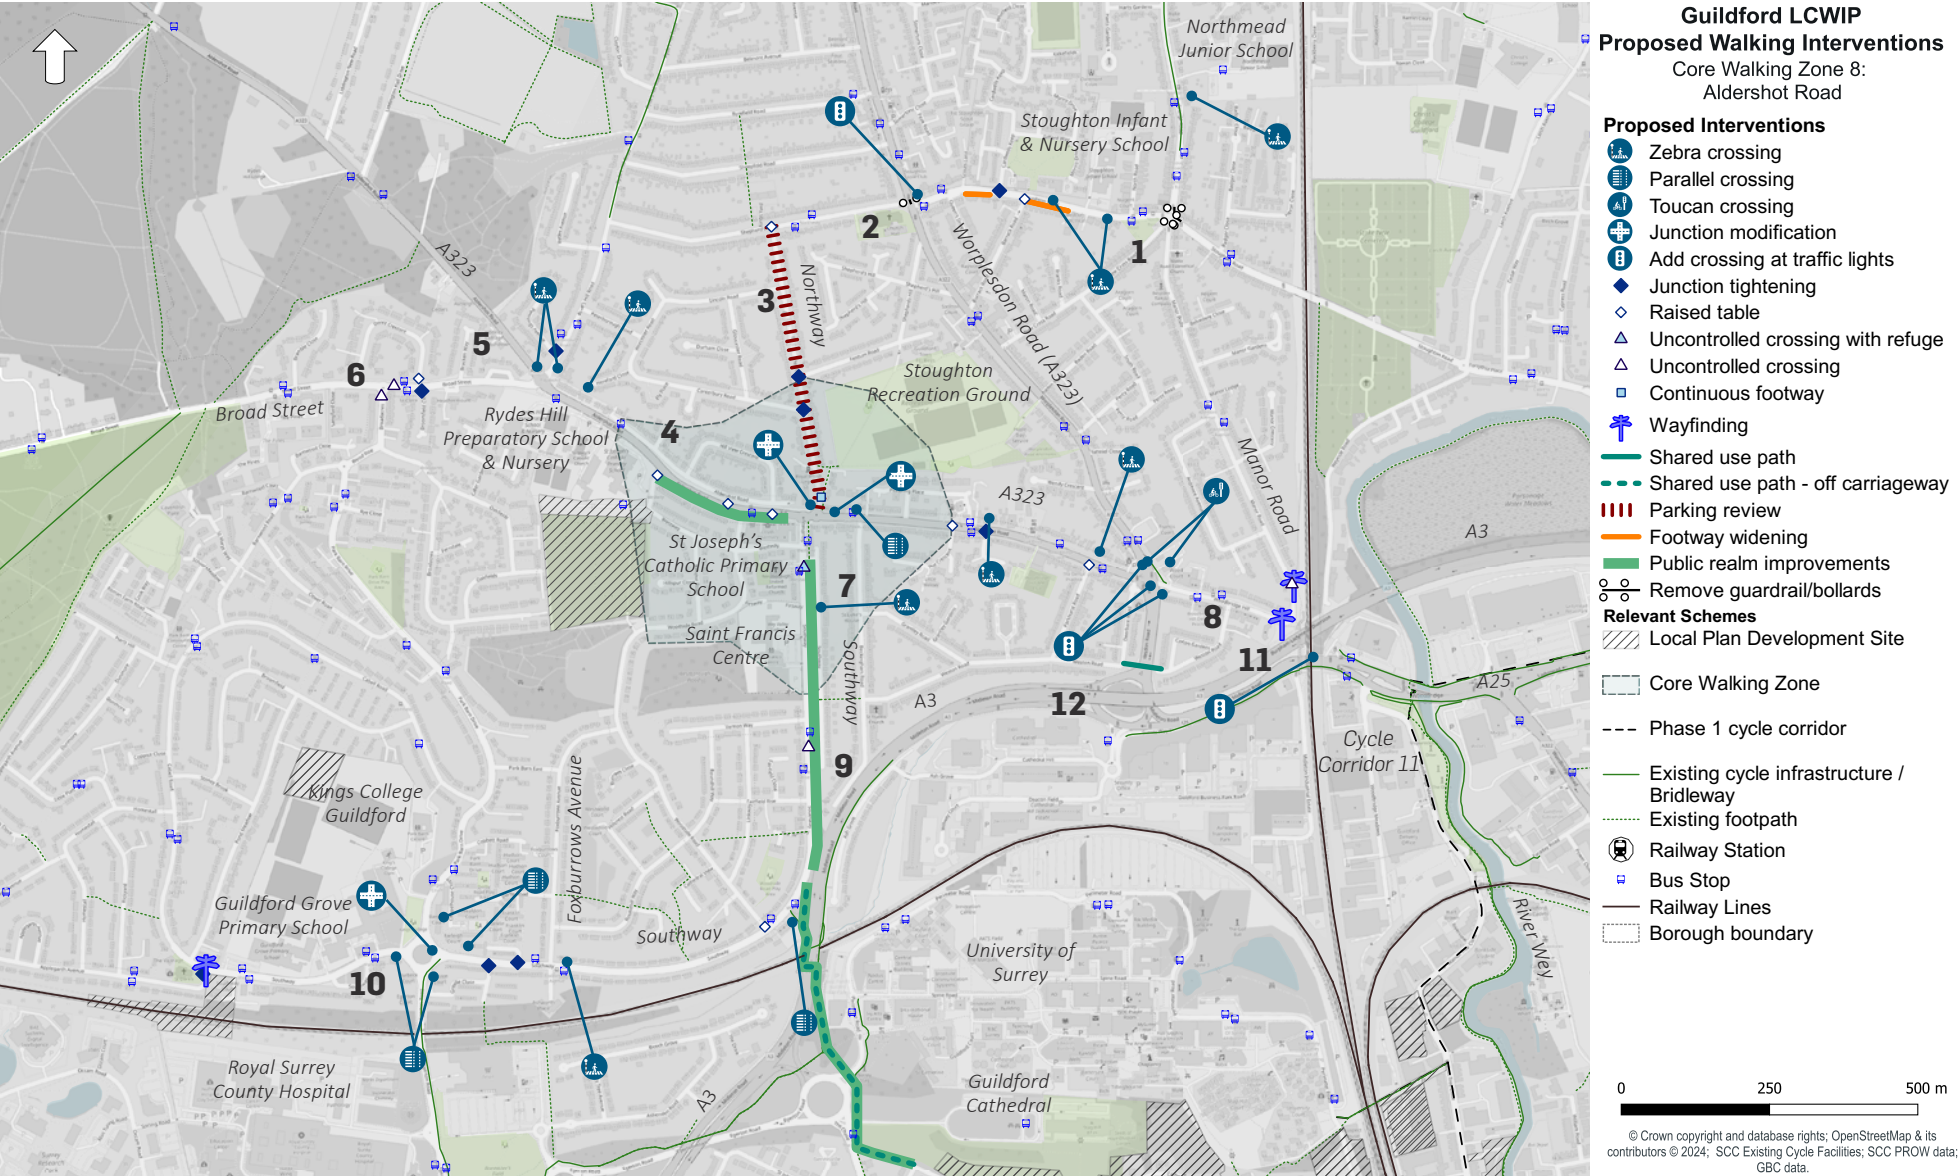 Guildford LCWIP
Proposed Walking Interventions
Core Walking Zone 8:
Aldershot Road
Proposed Interventions
Zebra crossing
Parallel crossing
Toucan crossing
Junction modification
Add crossing at traffic lights
Junction tightening
Raised table
Uncontrolled crossing with refuge
Uncontrolled crossing
Continuous footway
Wayfinding
Shared use path
Shared use path - off carriageway
Parking review
Footway widening
Public realm improvements
Remove guardrail/bollards
Relevant Schemes
Local Plan Development Site
Core Walking Zone
Phase 1 cycle corridor
Existing cycle infrastructure /
Bridleway
Existing footpath
Railway Station
Bus Stop
Railway Lines
Borough boundary
0 250 500 m
© Crown copyright and database rights; OpenStreetMap & its
contributors © 2024; SCC Existing Cycle Facilities; SCC PROW data
GBC data.
Northmead
Junior School
Stoughton Infant
& Nursery School
A323
1
2
3
Northway
Worplesdon Road (A323)
5
6
Broad Street
Rydes Hill
Preparatory School
& Nursery
4
Stoughton
Recreation Ground
Manor Road
A323
A3
St Joseph's
Catholic Primary
School
7
8
Saint Francis
Centre
Southway
11
12
A3
A25
Cycle
Corridor 11
9
Kings College
Guildford
Foxburrows Avenue
Guildford Grove
Primary School
Southway
10
University of
Surrey
River Wey
Royal Surrey
County Hospital
A3
Guildford
Cathedral